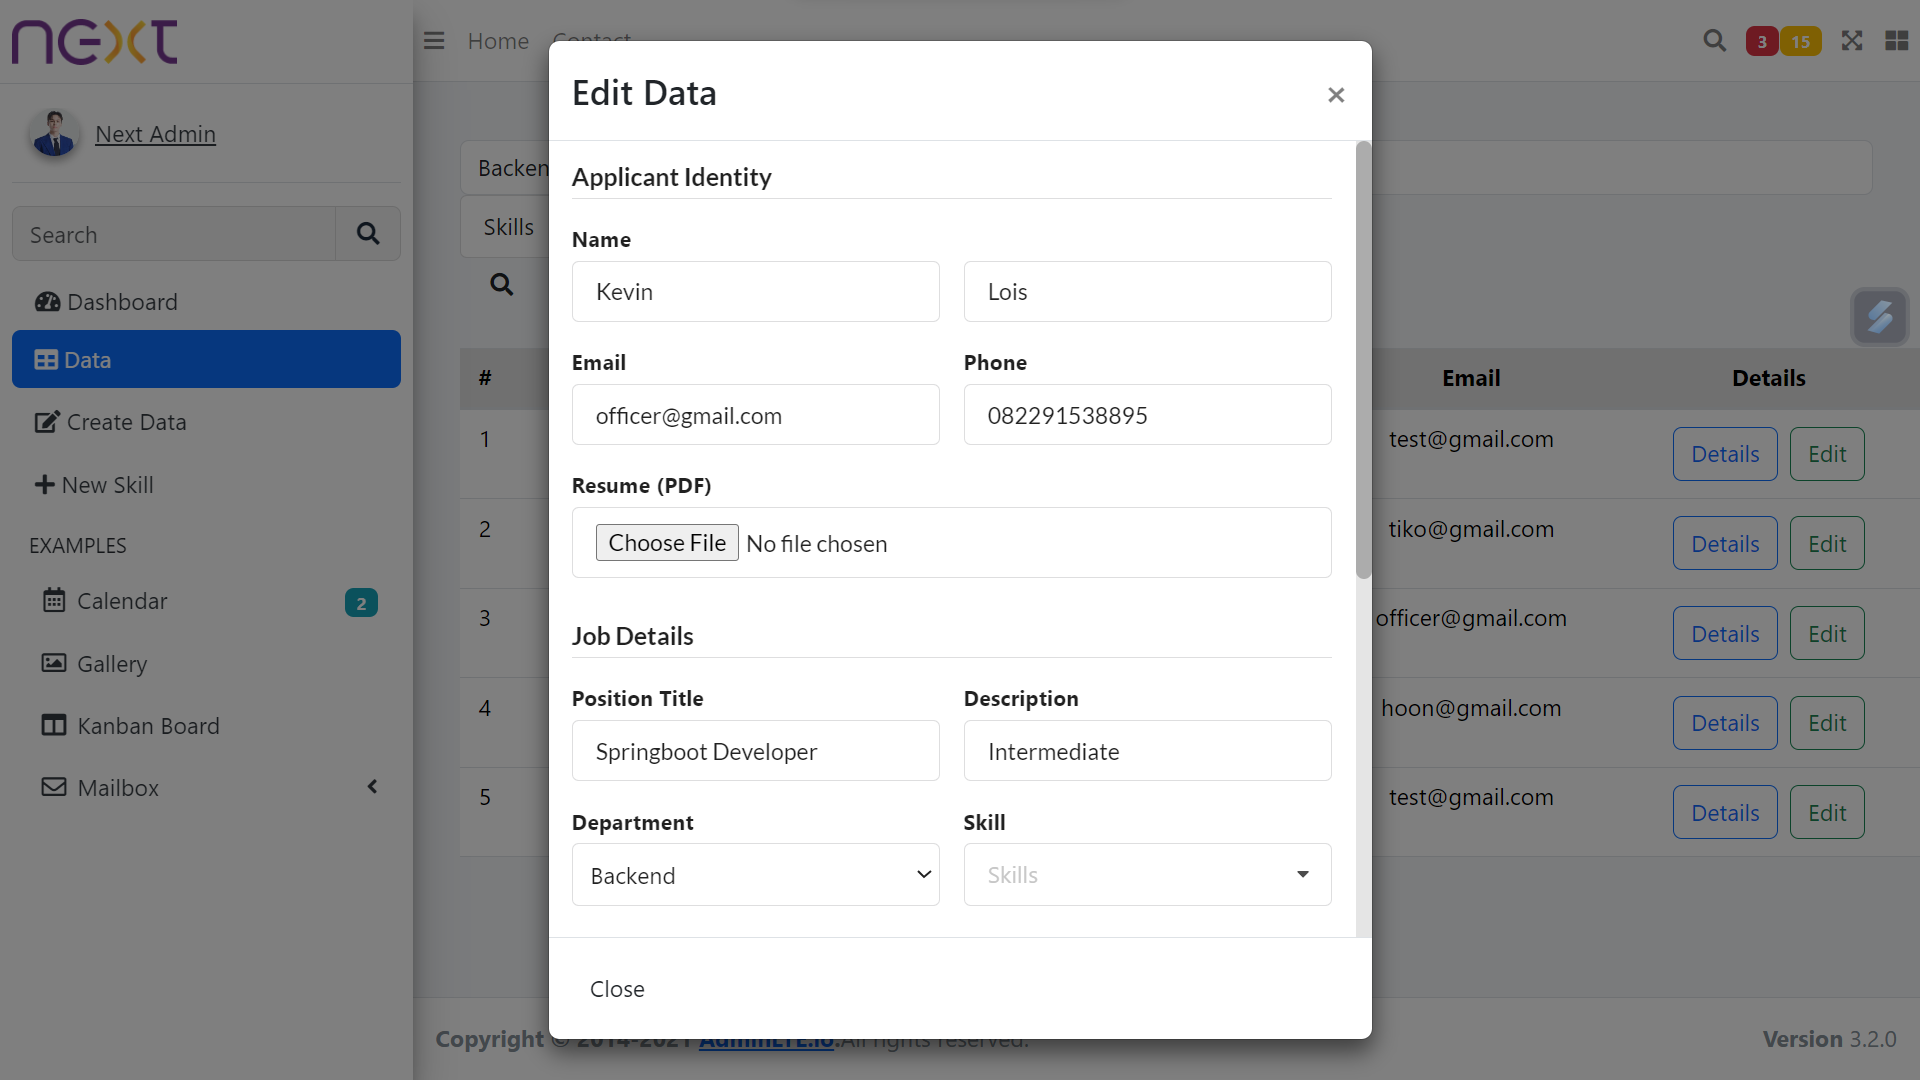 next
Home
Contact
3
15
Next Admin
Search
Dashboard
Data
Create Data
New Skill
EXAMPLES
Calendar
2
Gallery
Kanban Board
Mailbox
Edit Data
×
Applicant Identity
Name
Kevin
Lois
Email
Phone
officer@gmail.com
082291538895
Resume (PDF)
Choose File No file chosen
Job Details
Position Title
Description
Springboot Developer
Intermediate
Department
Skill
Backend
Skills
Close
Backen
Skills
# Email Details
1 test@gmail.com Details Edit
2 tiko@gmail.com Details Edit
3 officer@gmail.com Details Edit
4 hoon@gmail.com Details Edit
5 test@gmail.com Details Edit
Copyright © 2014-2021 AdminLTE.io. All rights reserved.
Version 3.2.0